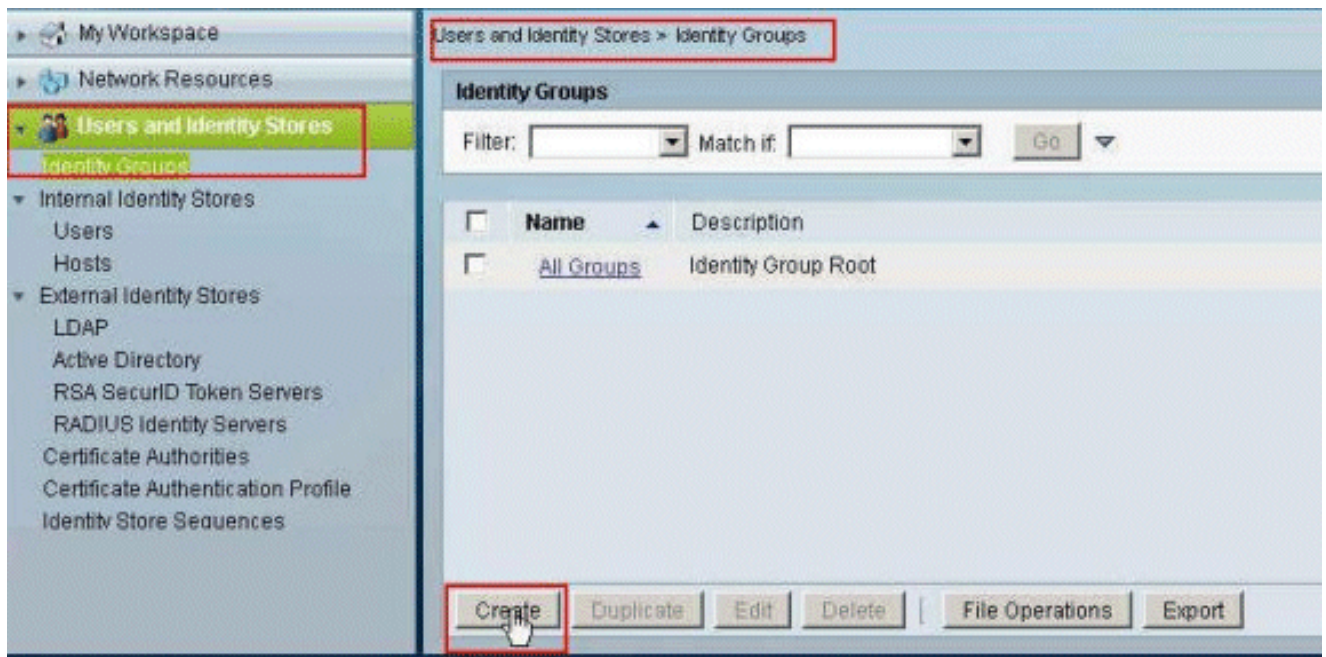 My Workspace
Network Resources
Users and Identity Stores
Identity Groups
Internal Identity Stores
Users
Hosts
External Identity Stores
LDAP
Active Directory
RSA SecurID Token Servers
RADIUS Identity Servers
Certificate Authorities
Certificate Authentication Profile
Identity Store Sequences
Users and Identity Stores > Identity Groups
Identity Groups
Filter: Match if: Go
Name Description
All Groups Identity Group Root
Create Duplicate Edit Delete | File Operations Export